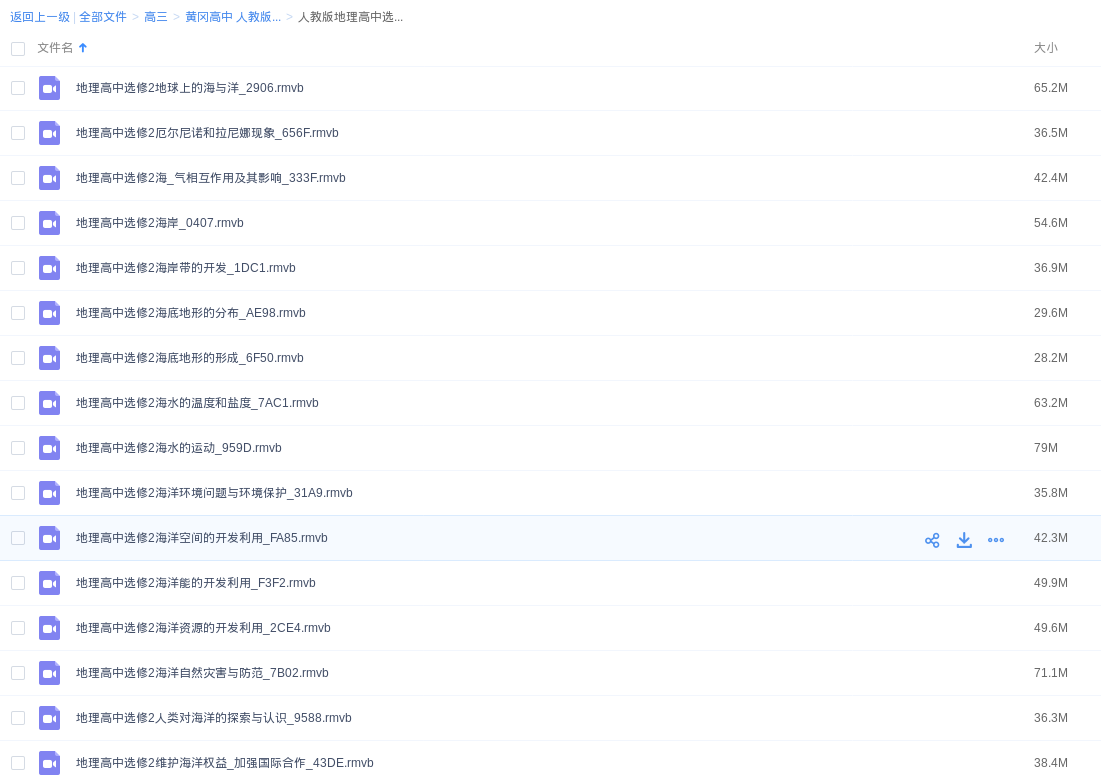 返回上一级 | 全部文件 > 高三 > 黄冈高中 人教版... > 人教版地理高中选...
文件名 大小
地理高中选修2地球上的海与洋_2906.rmvb 65.2M
地理高中选修2厄尔尼诺和拉尼娜现象_656F.rmvb 36.5M
地理高中选修2海_气相互作用及其影响_333F.rmvb 42.4M
地理高中选修2海岸_0407.rmvb 54.6M
地理高中选修2海岸带的开发_1DC1.rmvb 36.9M
地理高中选修2海底地形的分布_AE98.rmvb 29.6M
地理高中选修2海底地形的形成_6F50.rmvb 28.2M
地理高中选修2海水的温度和盐度_7AC1.rmvb 63.2M
地理高中选修2海水的运动_959D.rmvb 79M
地理高中选修2海洋环境问题与环境保护_31A9.rmvb 35.8M
地理高中选修2海洋空间的开发利用_FA85.rmvb 42.3M
地理高中选修2海洋能的开发利用_F3F2.rmvb 49.9M
地理高中选修2海洋资源的开发利用_2CE4.rmvb 49.6M
地理高中选修2海洋自然灾害与防范_7B02.rmvb 71.1M
地理高中选修2人类对海洋的探索与认识_9588.rmvb 36.3M
地理高中选修2维护海洋权益_加强国际合作_43DE.rmvb 38.4M